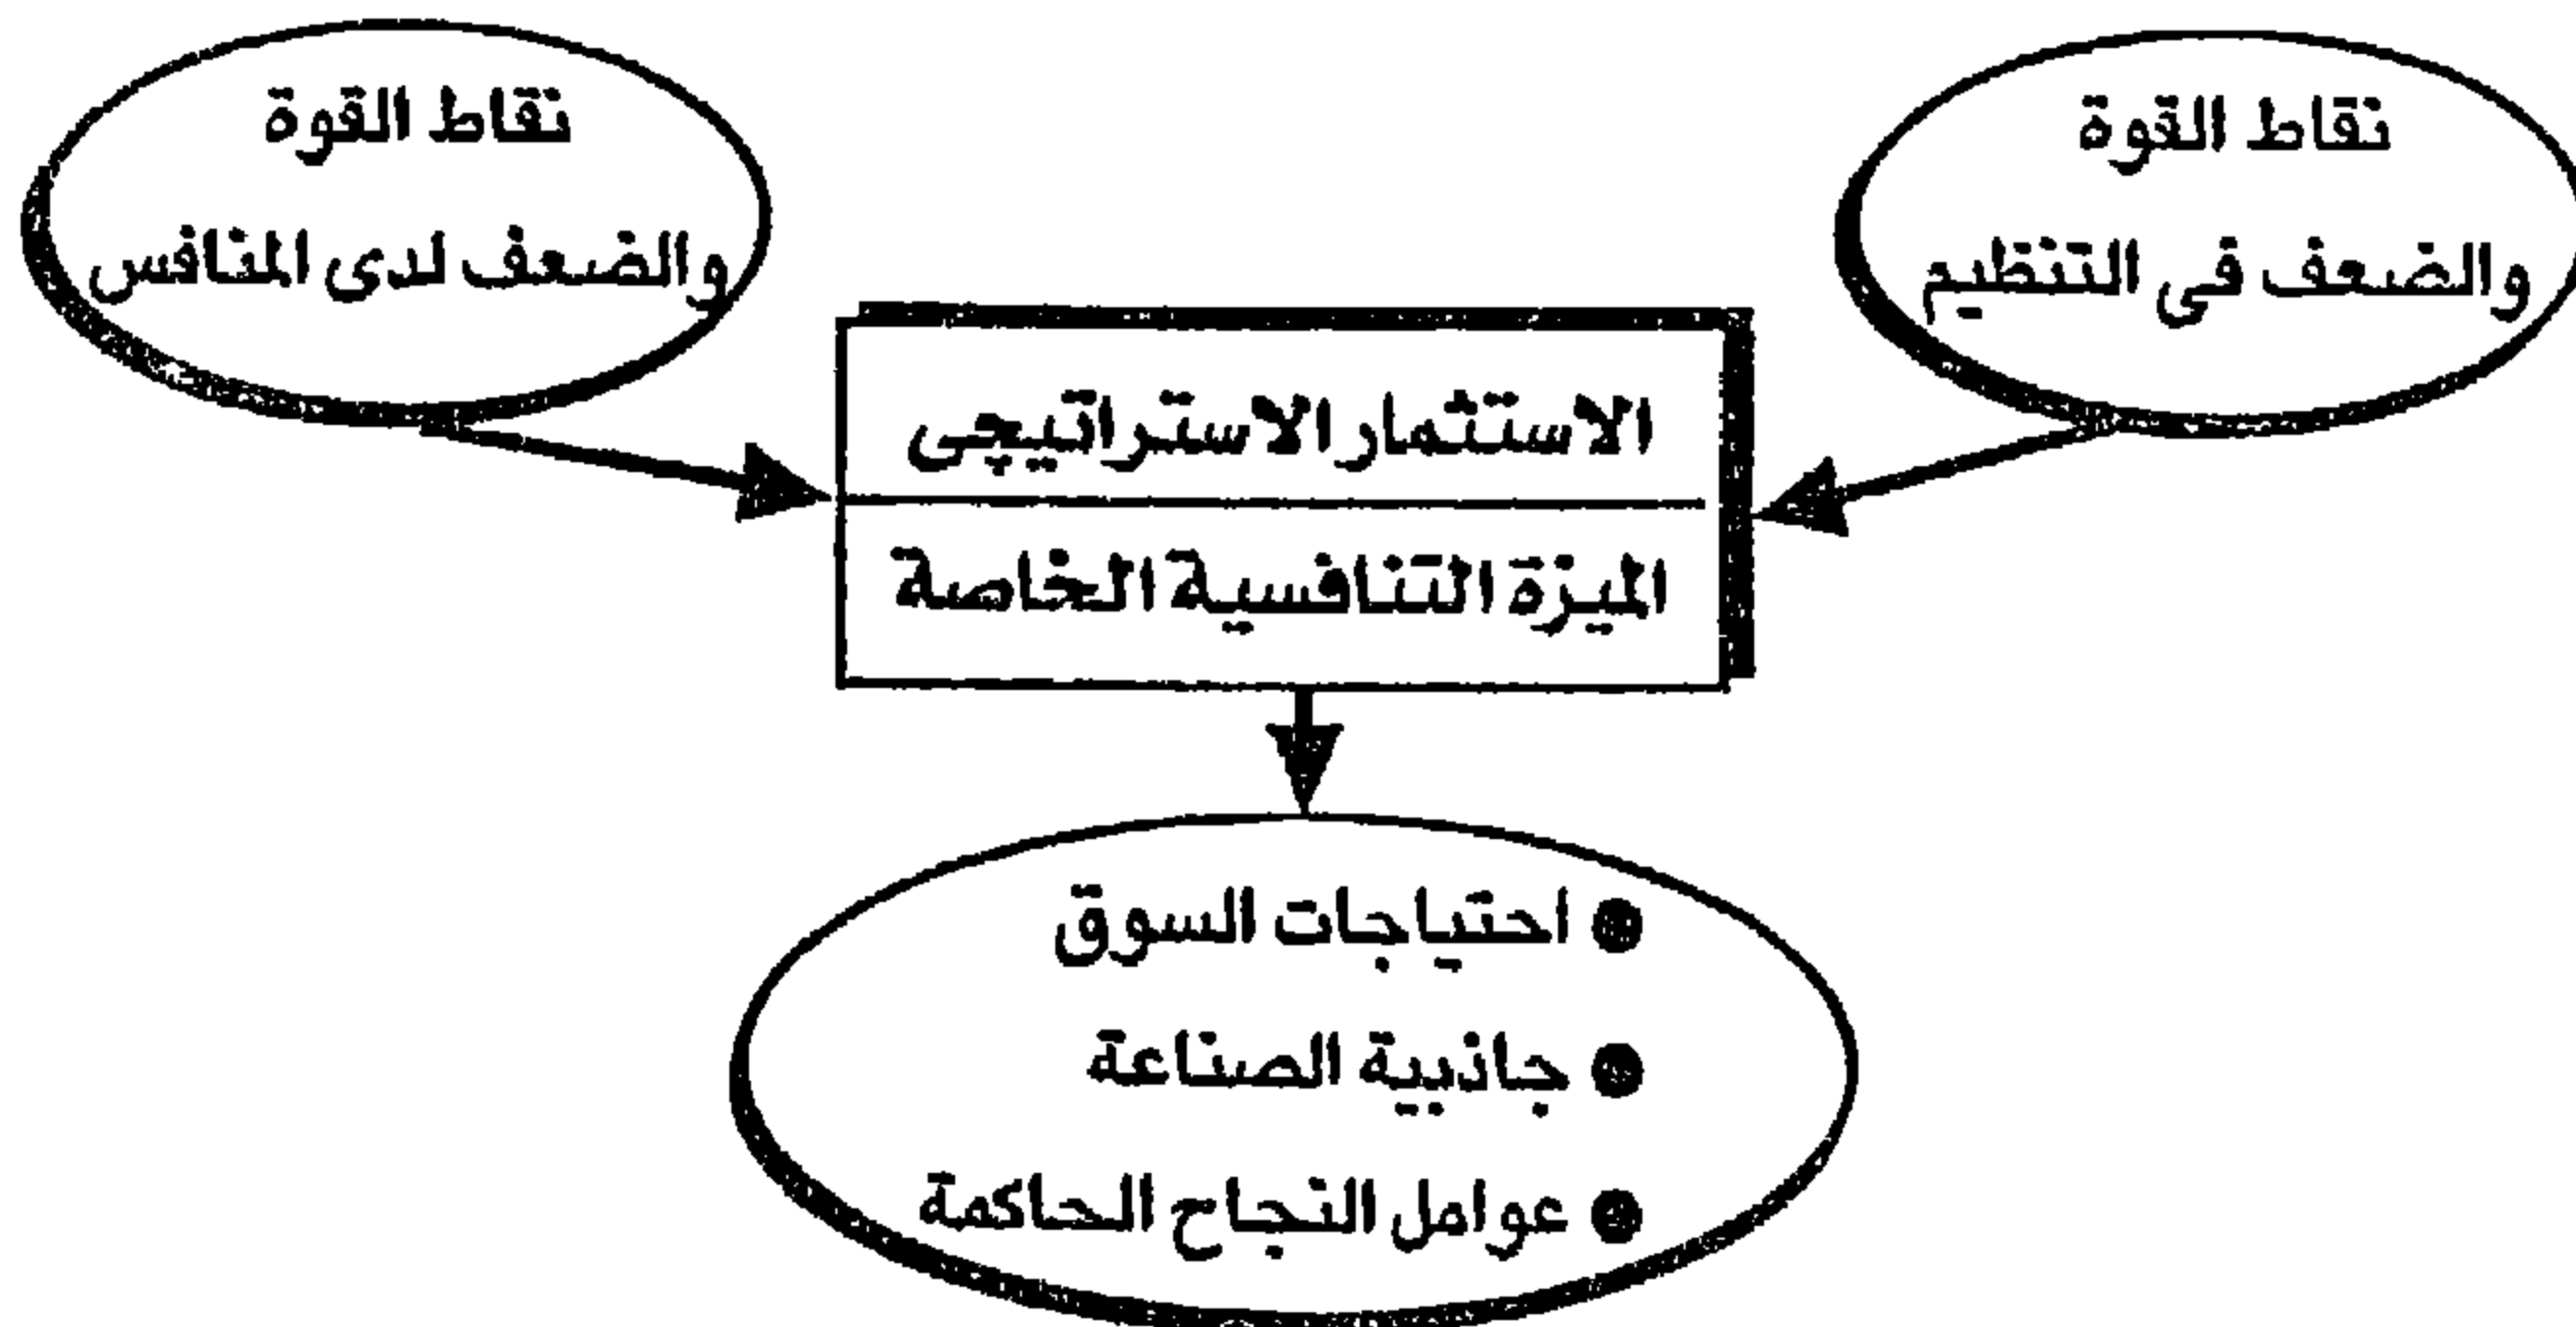 نقاط القوة
والضعف فى التنظيم
نقاط القوة
والضعف لدى المنافس
الاستثمار الاستراتيجى
الميزة التنافسية الخاصة
● احتياجات السوق
● جاذبية الصناعة
● عوامل النجاح الحاكمة